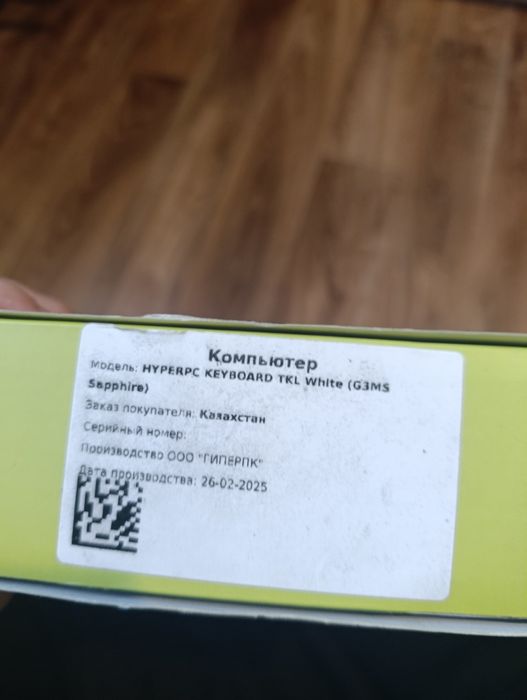 Компьютер
Модель: HYPERPC KEYBOARD TKL White (G3MS
Sapphire)
Заказ покупателя: Казахстан
Серийный номер:
Производство ООО "ГИПЕРПК"
Дата производства: 26-02-2025